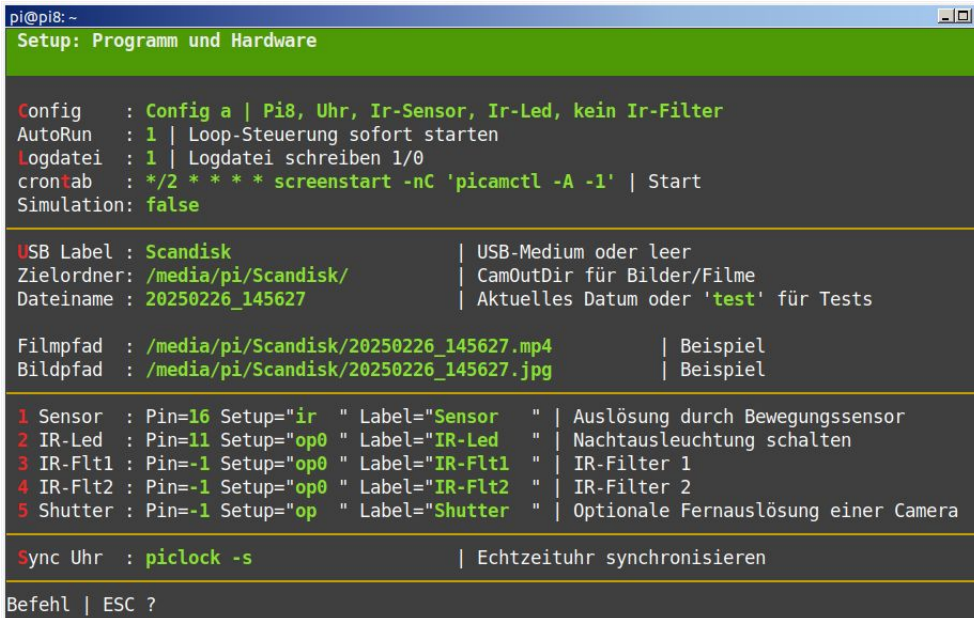 pi@pi8: ~
Setup: Programm und Hardware
Config    : Config a | Pi8, Uhr, Ir-Sensor, Ir-Led, kein Ir-Filter
AutoRun   : 1 | Loop-Steuerung sofort starten
Logdatei  : 1 | Logdatei schreiben 1/0
crontab   : */2 * * * * screenstart -nC 'picamctl -A -1' | Start
Simulation: false
USB Label : Scandisk                     | USB-Medium oder leer
Zielordner: /media/pi/Scandisk/          | CamOutDir für Bilder/Filme
Dateiname : 20250226_145627              | Aktuelles Datum oder 'test' für Tests
Filmpfad  : /media/pi/Scandisk/20250226_145627.mp4          | Beispiel
Bildpfad  : /media/pi/Scandisk/20250226_145627.jpg          | Beispiel
1 Sensor  : Pin=16 Setup="ir  " Label="Sensor   " | Auslösung durch Bewegungssensor
2 IR-Led  : Pin=11 Setup="op0 " Label="IR-Led   " | Nachtausleuchtung schalten
3 IR-Flt1 : Pin=-1 Setup="op0 " Label="IR-Flt1  " | IR-Filter 1
4 IR-Flt2 : Pin=-1 Setup="op0 " Label="IR-Flt2  " | IR-Filter 2
5 Shutter : Pin=-1 Setup="op  " Label="Shutter  " | Optionale Fernauslösung einer Camera
Sync Uhr  : piclock -s                   | Echtzeituhr synchronisieren
Befehl | ESC ?